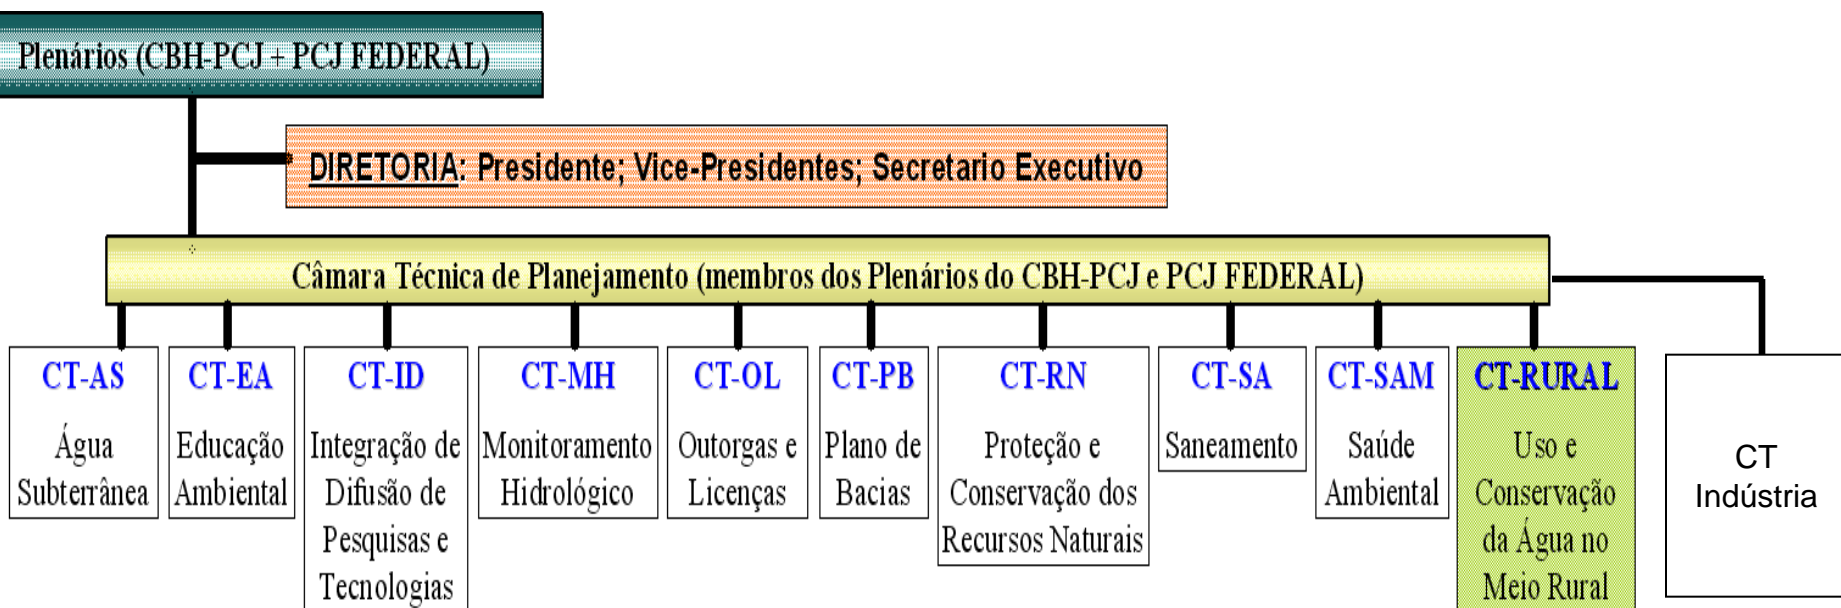 Plenários (CBH-PCJ + PCJ FEDERAL)
DIRETORIA: Presidente; Vice-Presidentes; Secretario Executivo
Câmara Técnica de Planejamento (membros dos Plenários do CBH-PCJ e PCJ FEDERAL)
CT-AS
Água
Subterrânea
CT-EA
Educação
Ambiental
CT-ID
Integração de
Difusão de
Pesquisas e
Tecnologias
CT-MH
Monitoramento
Hidrológico
CT-OL
Outorgas e
Licenças
CT-PB
Plano de
Bacias
CT-RN
Proteção e
Conservação dos
Recursos Naturais
CT-SA
Saneamento
CT-SAM
Saúde
Ambiental
CT-RURAL
Uso e
Conservação
da Água no
Meio Rural
CT
Indústria